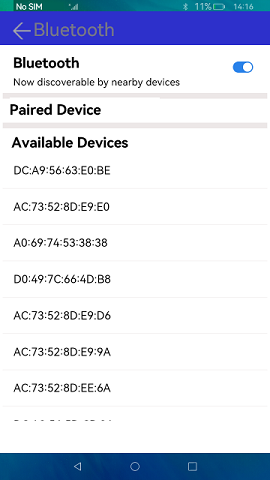 No SIM 11% 14:16
Bluetooth
Bluetooth
Now discoverable by nearby devices
Paired Device
Available Devices
DC:A9:56:63:E0:BE
AC:73:52:8D:E9:E0
A0:69:74:53:38:38
D0:49:7C:66:4D:B8
AC:73:52:8D:E9:D6
AC:73:52:8D:E9:9A
AC:73:52:8D:EE:6A